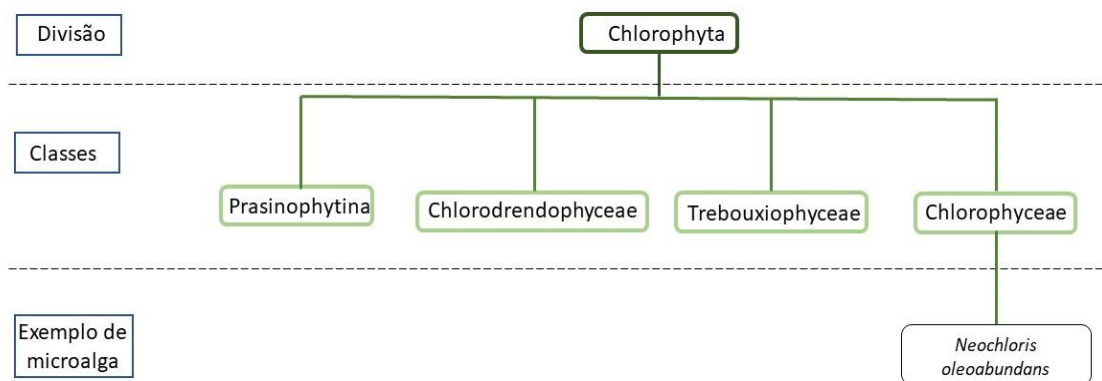 Divisão
Chlorophyta
Classes
Prasinophytina
Chlorodrendophyceae
Trebouxiophyceae
Chlorophyceae
Exemplo de
microalga
Neochloris
oleoabundans